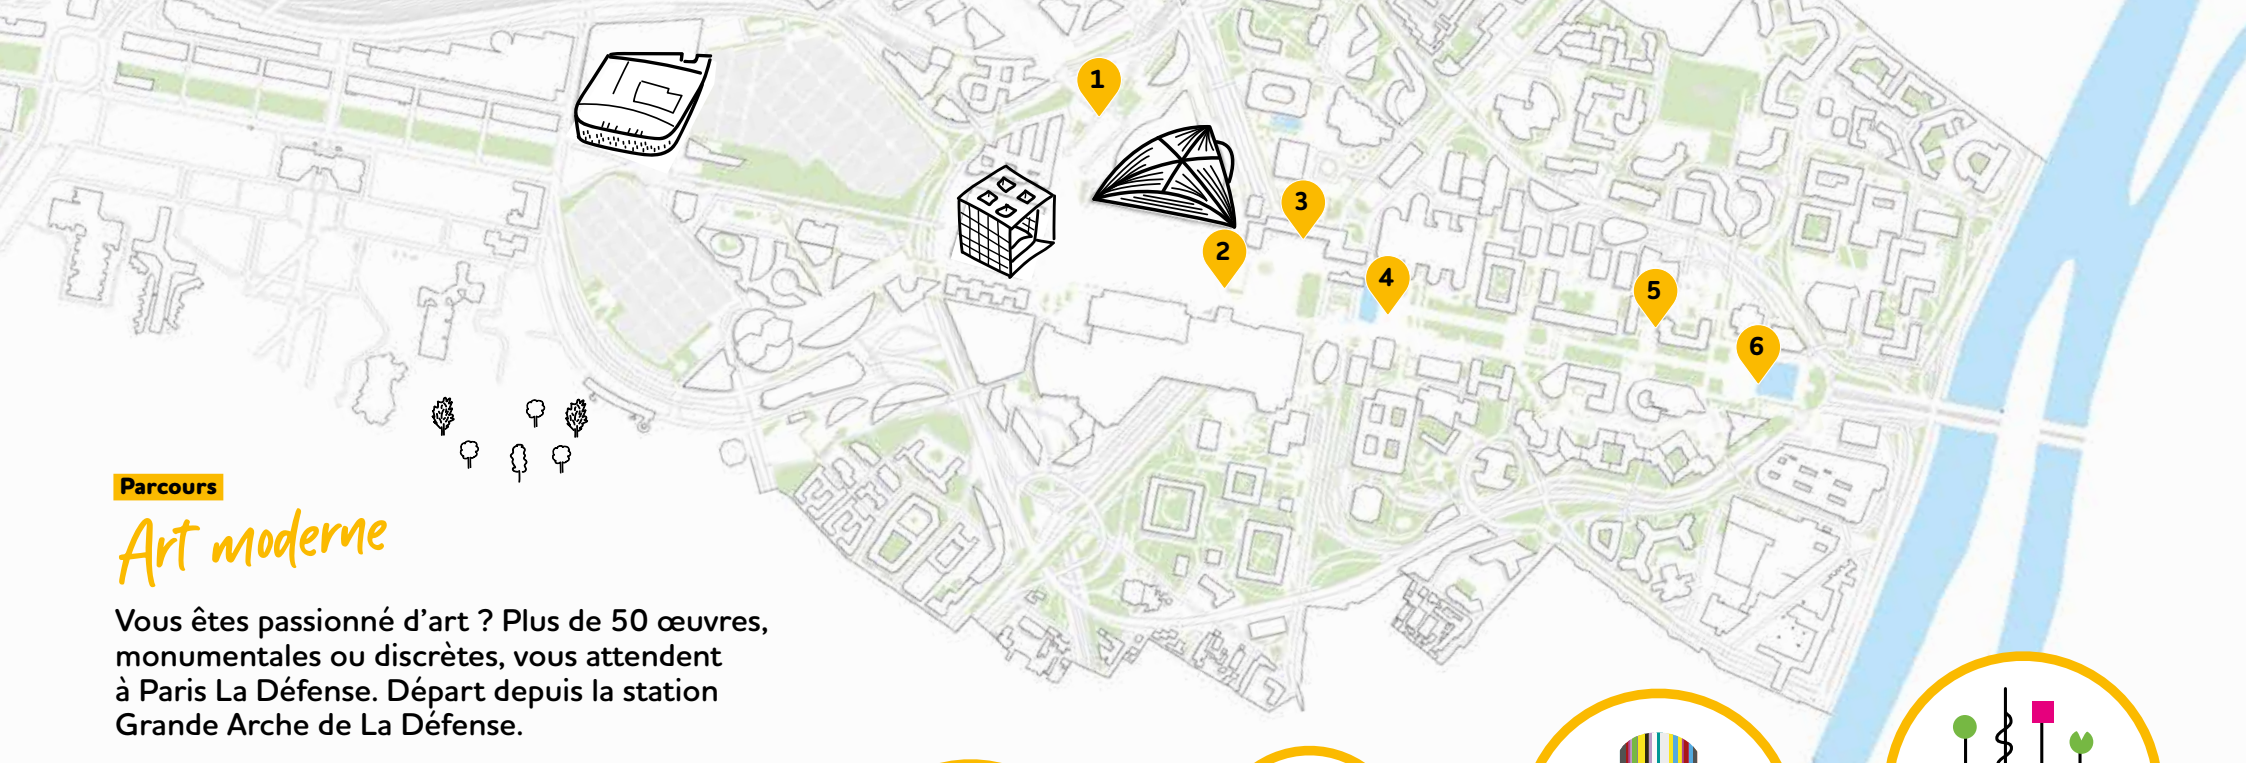 1
3
2
4
5
6
Parcours
Art moderne
Vous êtes passionné d’art ? Plus de 50 œuvres,
monumentales ou discrètes, vous attendent
à Paris La Défense. Départ depuis la station
Grande Arche de La Défense.